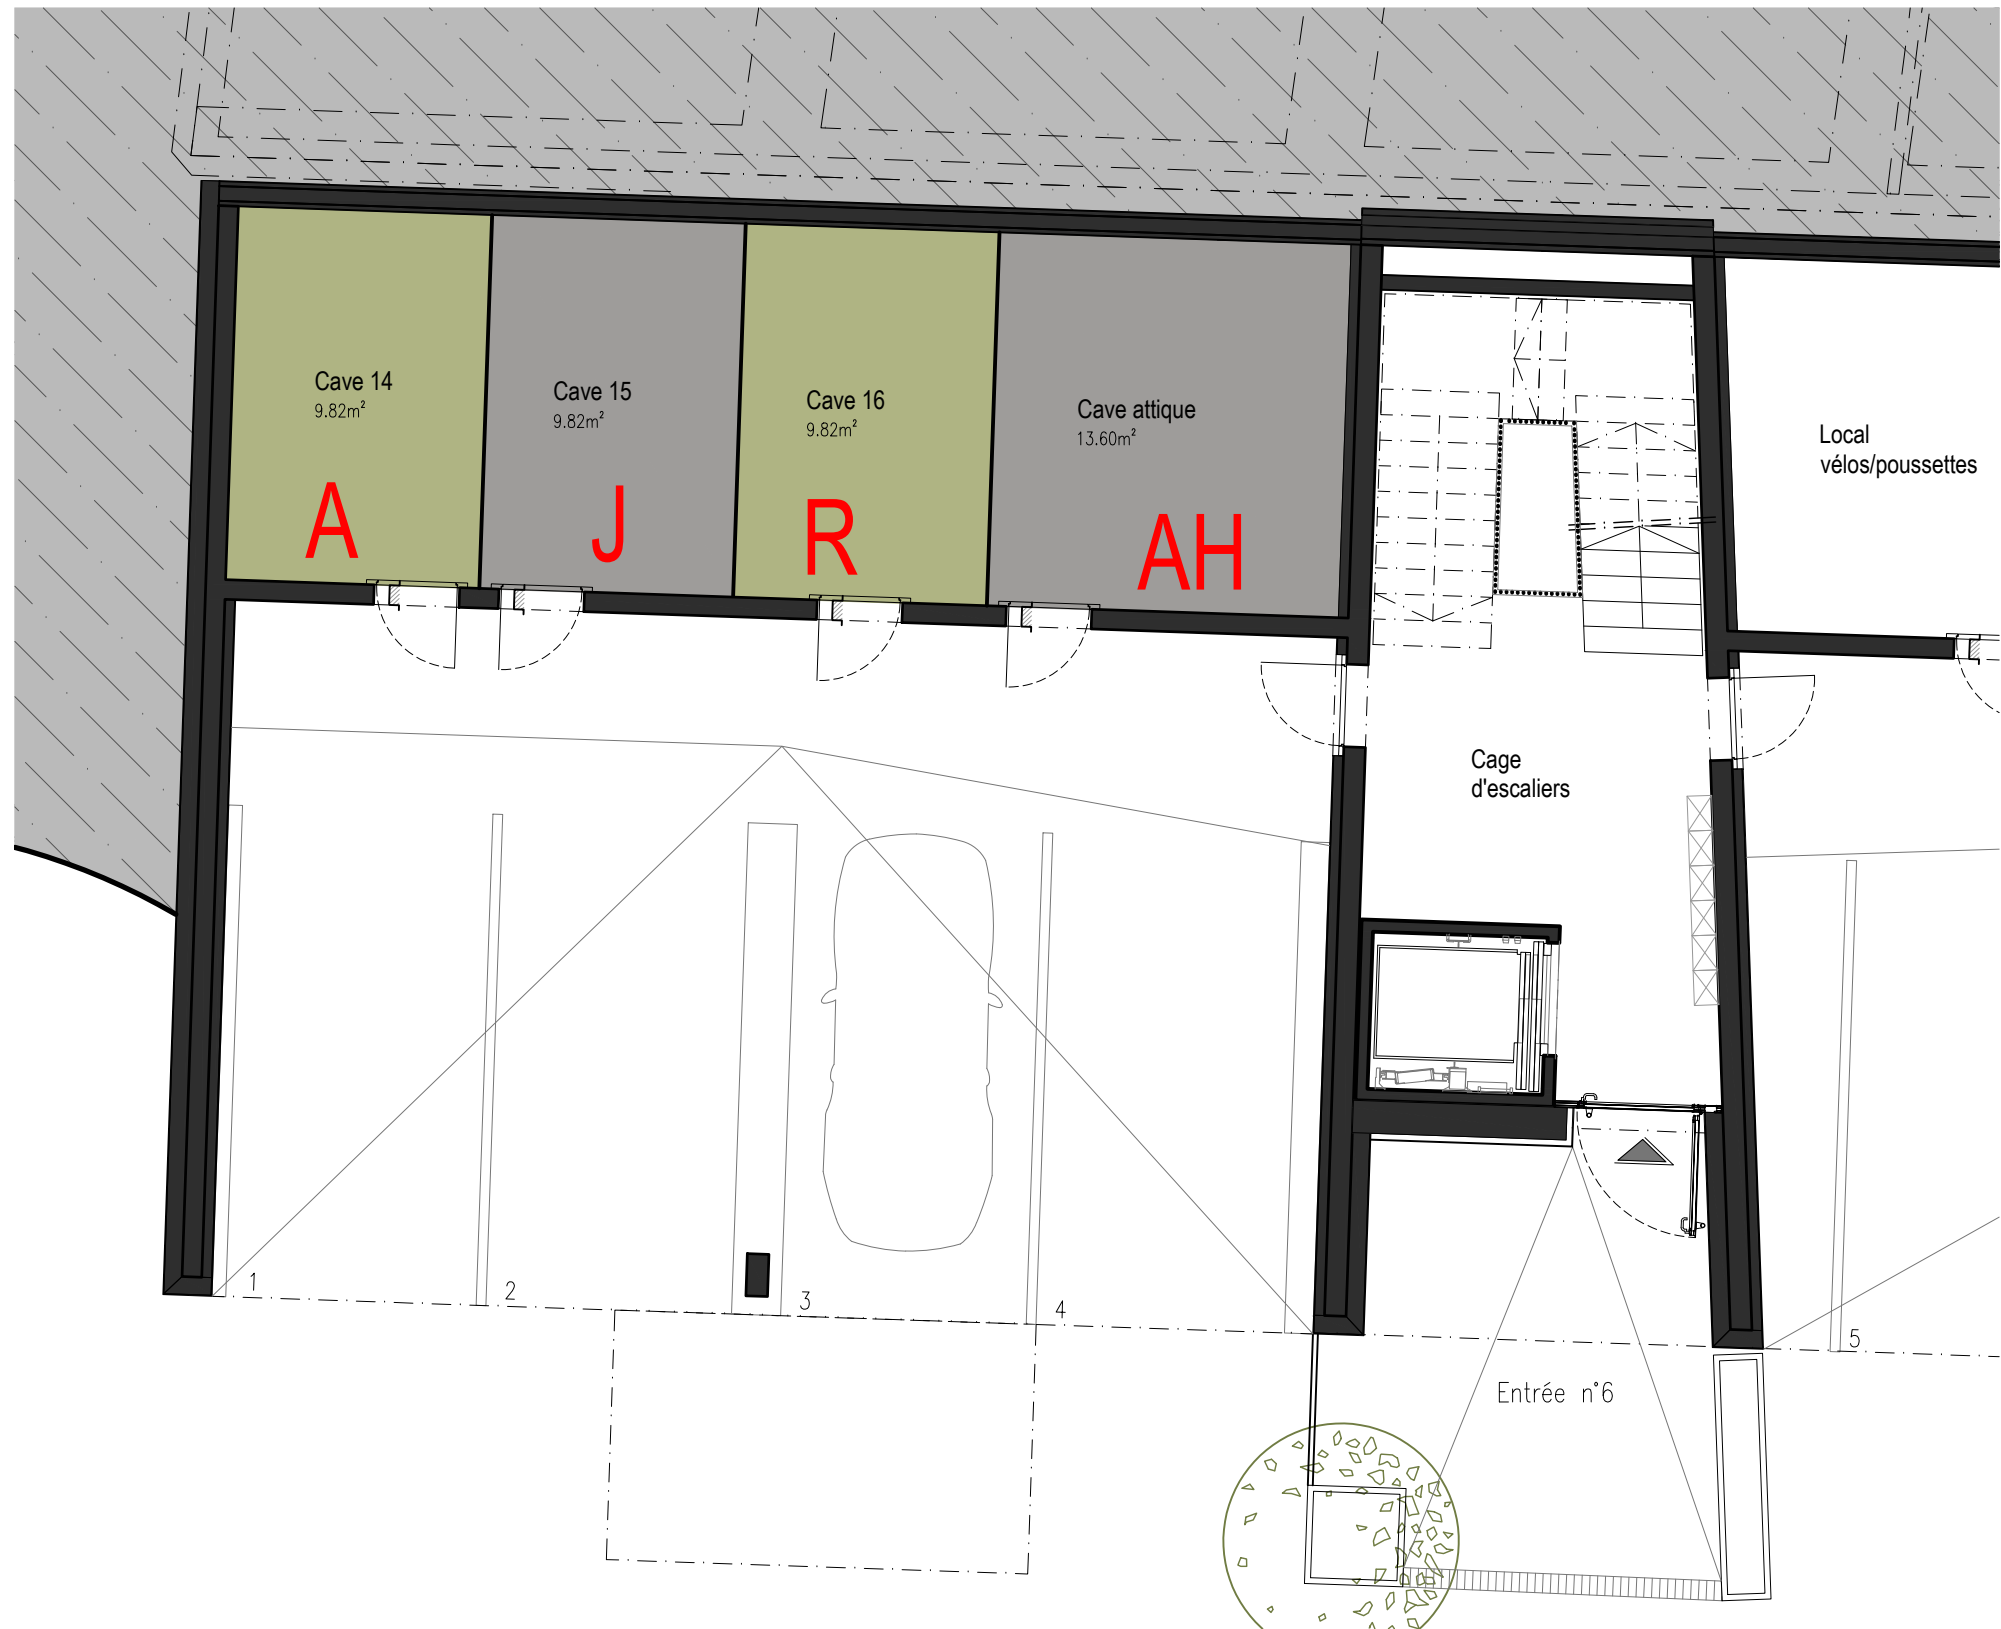 Cave 14
9.82m²
A
Cave 15
9.82m²
J
Cave 16
9.82m²
R
Cave attique
13.60m²
AH
Local
vélos/poussettes
Cage
d'escaliers
1
2
3
4
5
Entrée n°6